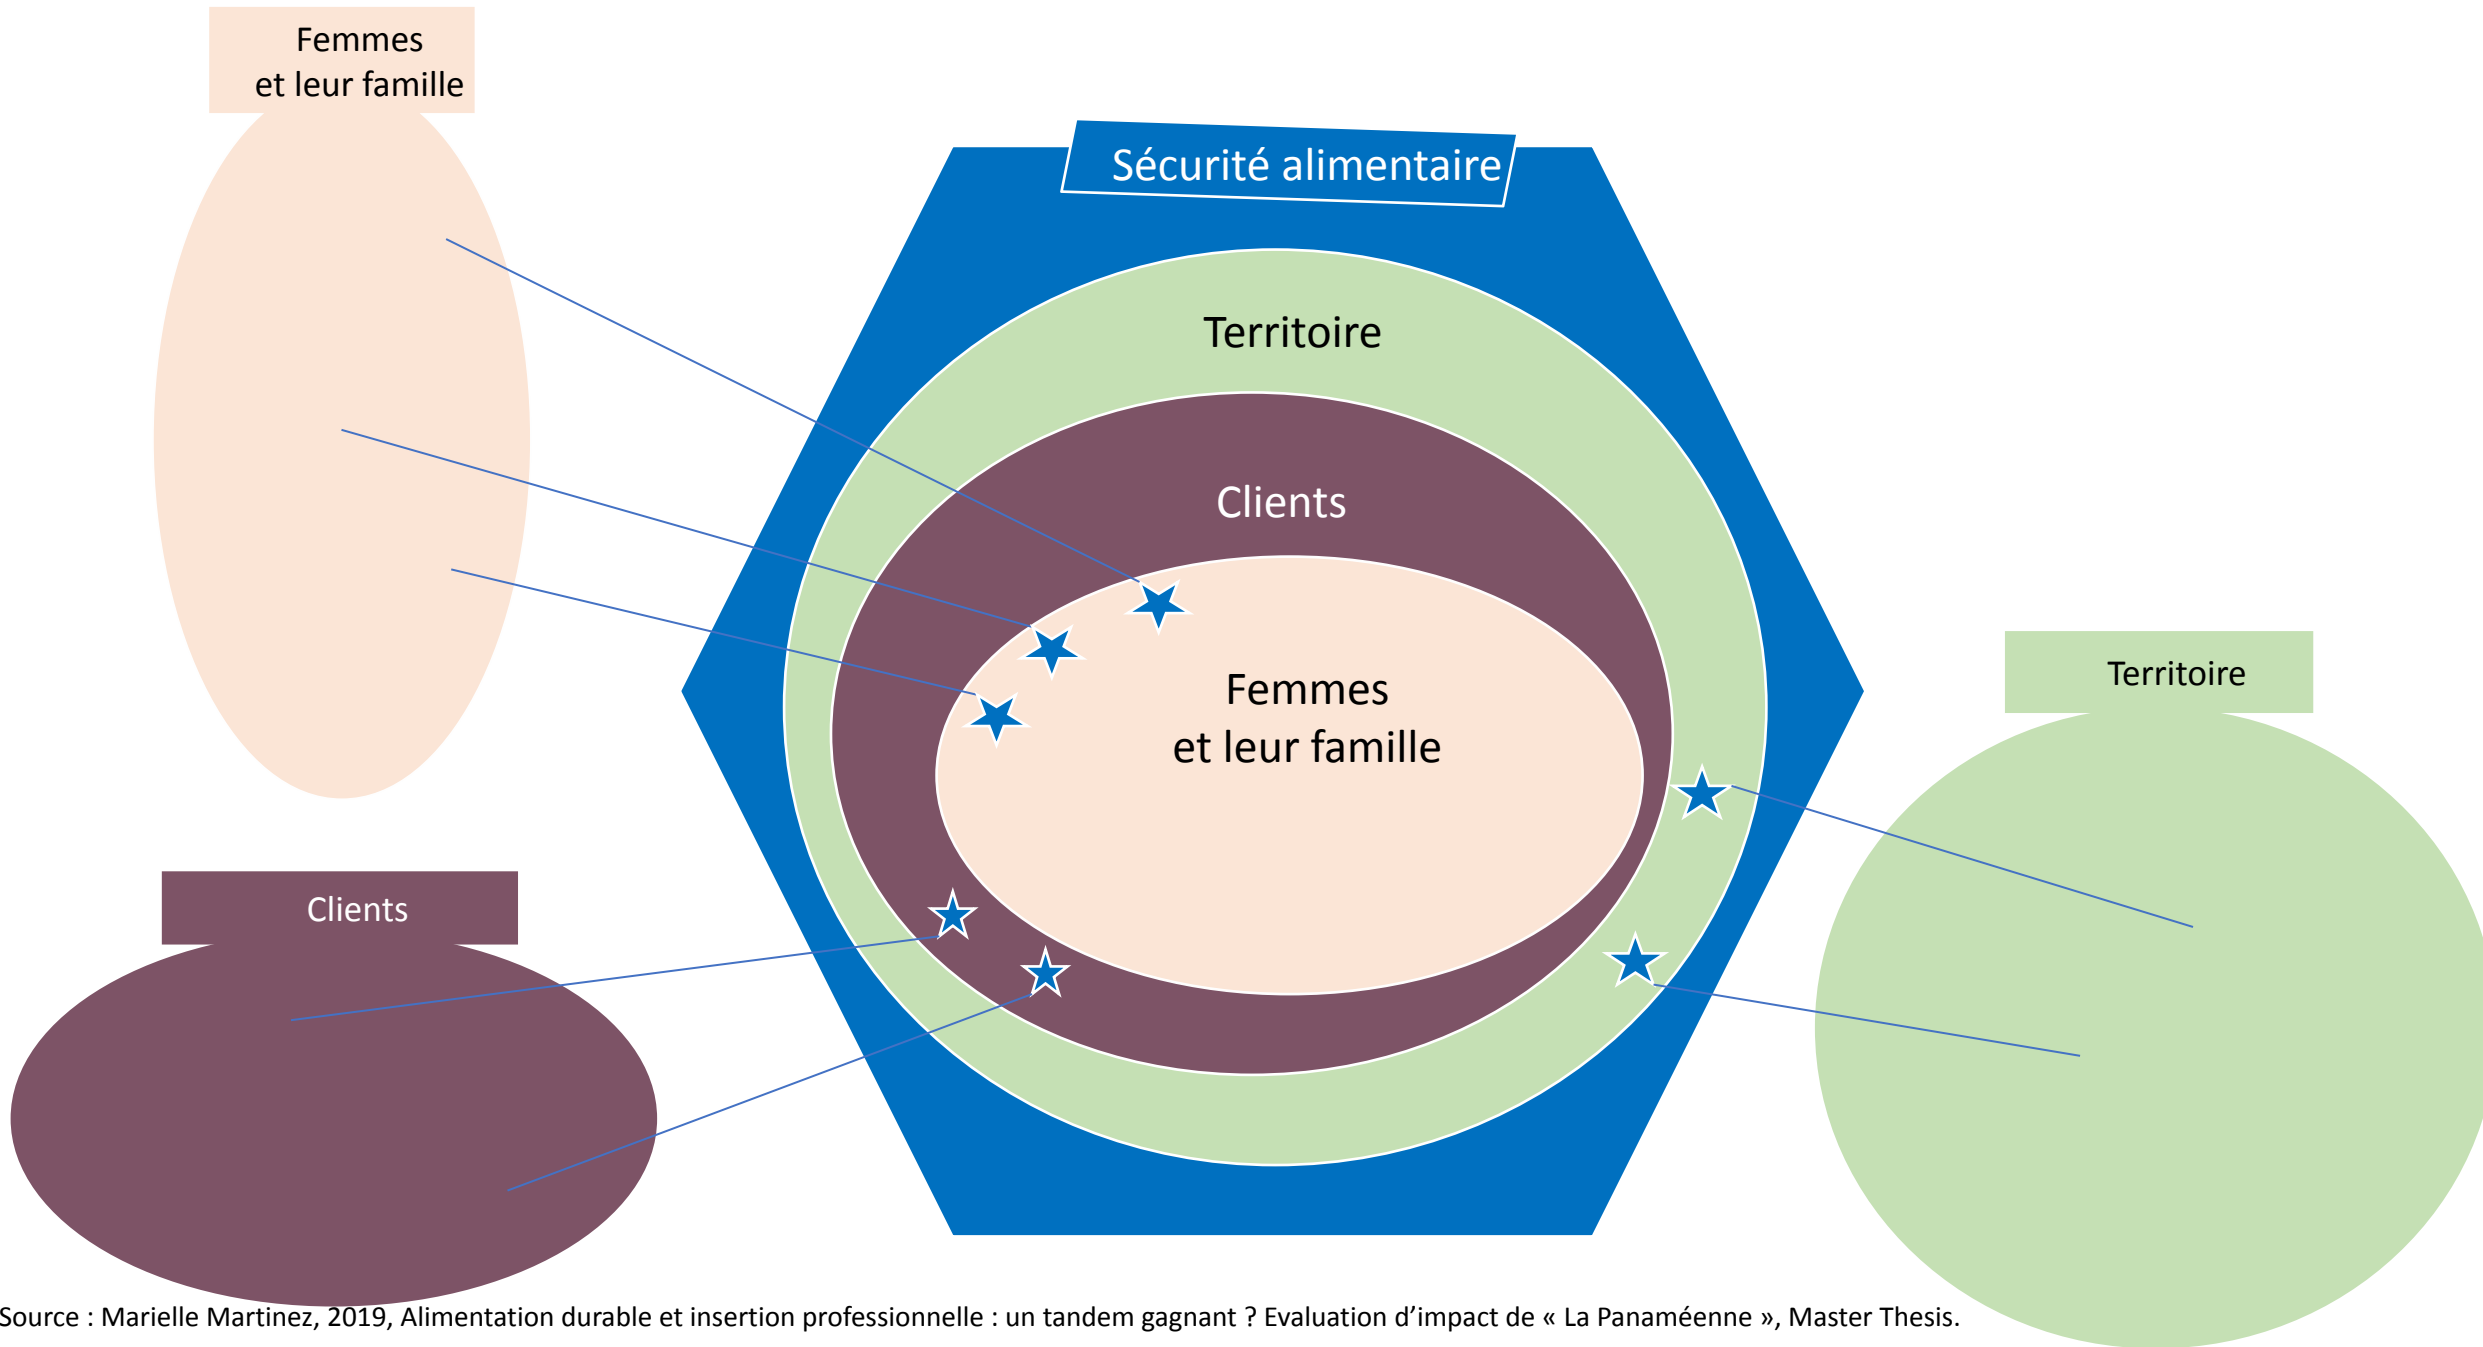 Femmes
et leur famille
Sécurité alimentaire
Territoire
Clients
Femmes
et leur famille
Territoire
Clients
Source : Marielle Martinez, 2019, Alimentation durable et insertion professionnelle : un tandem gagnant ? Evaluation d’impact de « La Panaméenne », Master Thesis.